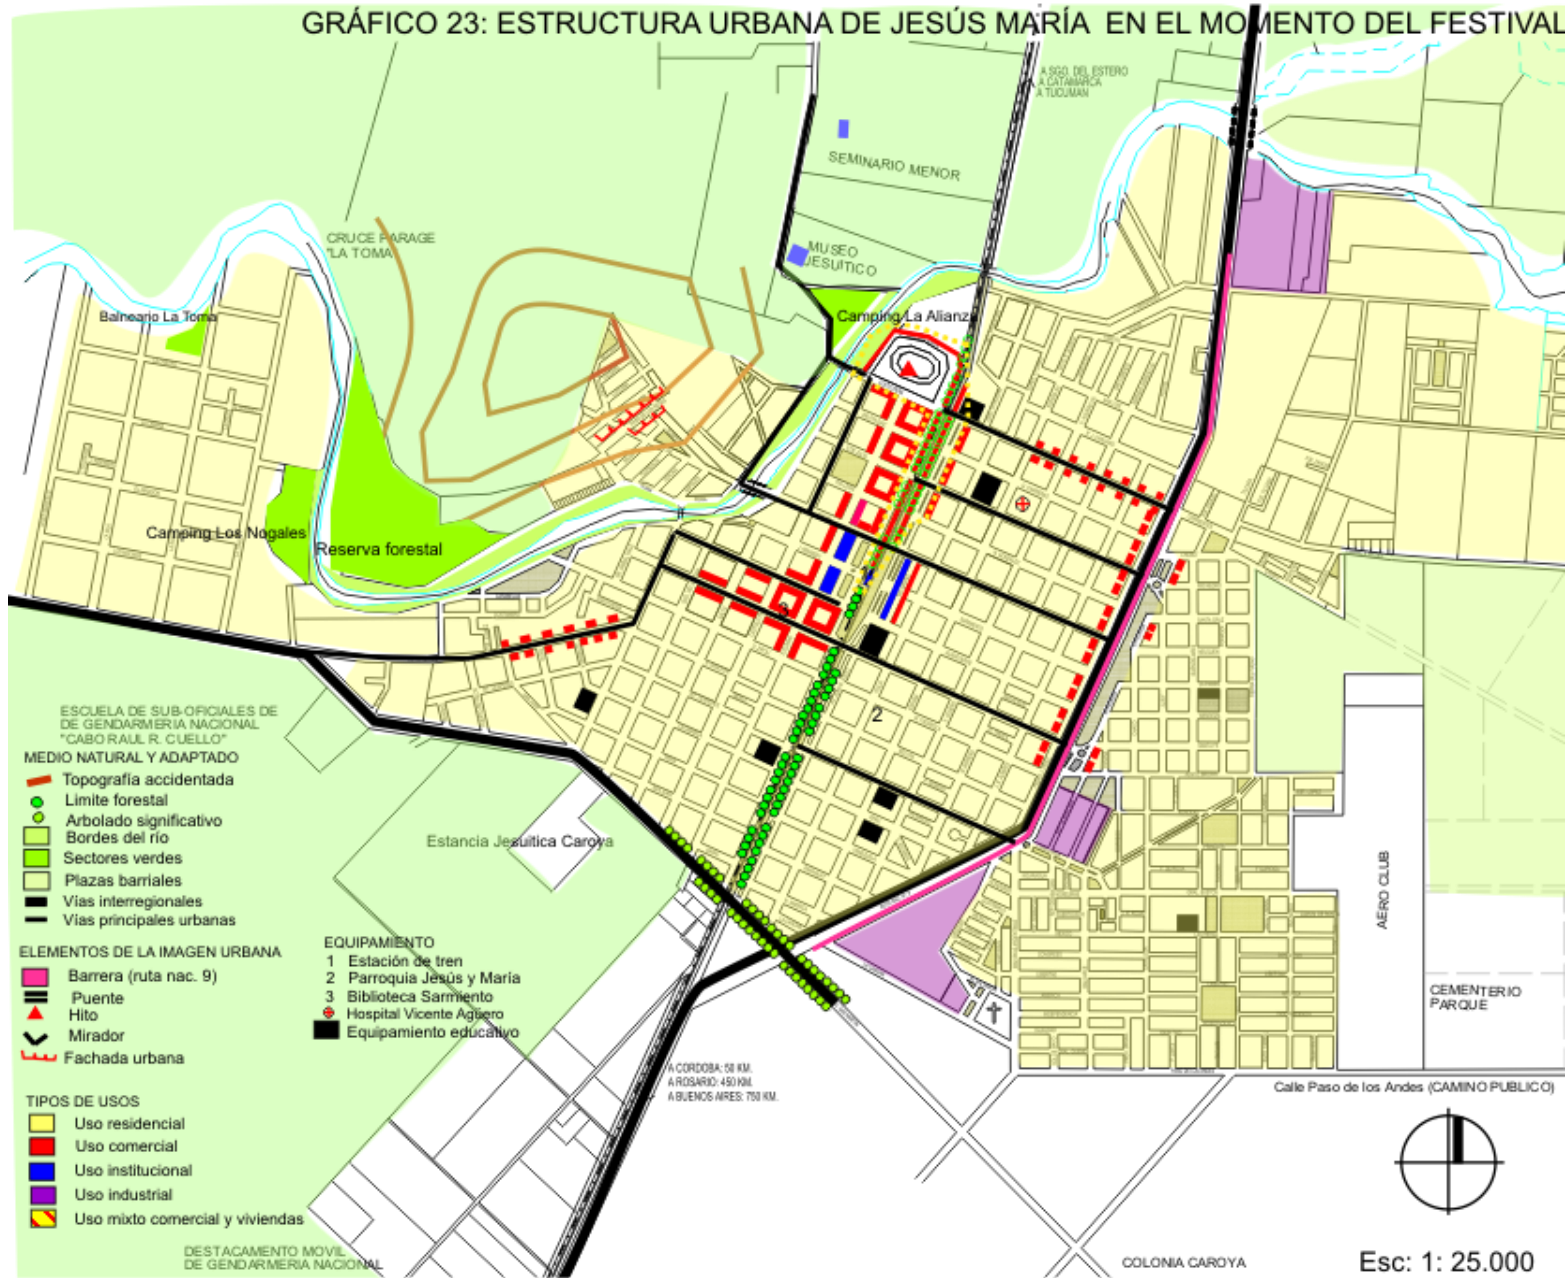 GRÁFICO 23: ESTRUCTURA URBANA DE JESÚS MARÍA EN EL MOMENTO DEL FESTIVAL
A SGO. DEL ESTERO
A CATAMARCA
A TUCUMAN
SEMINARIO MENOR
CRUCE PARAGE
"LA TOMA"
MUSEO
JESUITICO
Balneario La Toma
Camping La Alianza
Camping Los Nogales
Reserva forestal
3
2
ESCUELA DE SUB-OFICIALES DE
DE GENDARMERIA NACIONAL
"CABO RAUL R. CUELLO"
MEDIO NATURAL Y ADAPTADO
Topografía accidentada
Limite forestal
Arbolado significativo
Bordes del río
Sectores verdes
Plazas barriales
Vias interregionales
Vias principales urbanas
Estancia Jesuitica Caroya
AERO CLUB
ELEMENTOS DE LA IMAGEN URBANA
Barrera (ruta nac. 9)
Puente
Hito
Mirador
Fachada urbana
EQUIPAMIENTO
1 Estación de tren
2 Parroquia Jesús y María
3 Biblioteca Sarmiento
Hospital Vicente Agüero
Equipamiento educativo
CEMENTERIO
PARQUE
A CORDOBA: 50 KM.
A ROSARIO: 450 KM.
A BUENOS AIRES: 750 KM.
Calle Paso de los Andes (CAMINO PUBLICO)
TIPOS DE USOS
Uso residencial
Uso comercial
Uso institucional
Uso industrial
Uso mixto comercial y viviendas
DESTACAMENTO MOVIL
DE GENDARMERIA NACIONAL
COLONIA CAROYA
Esc: 1: 25.000